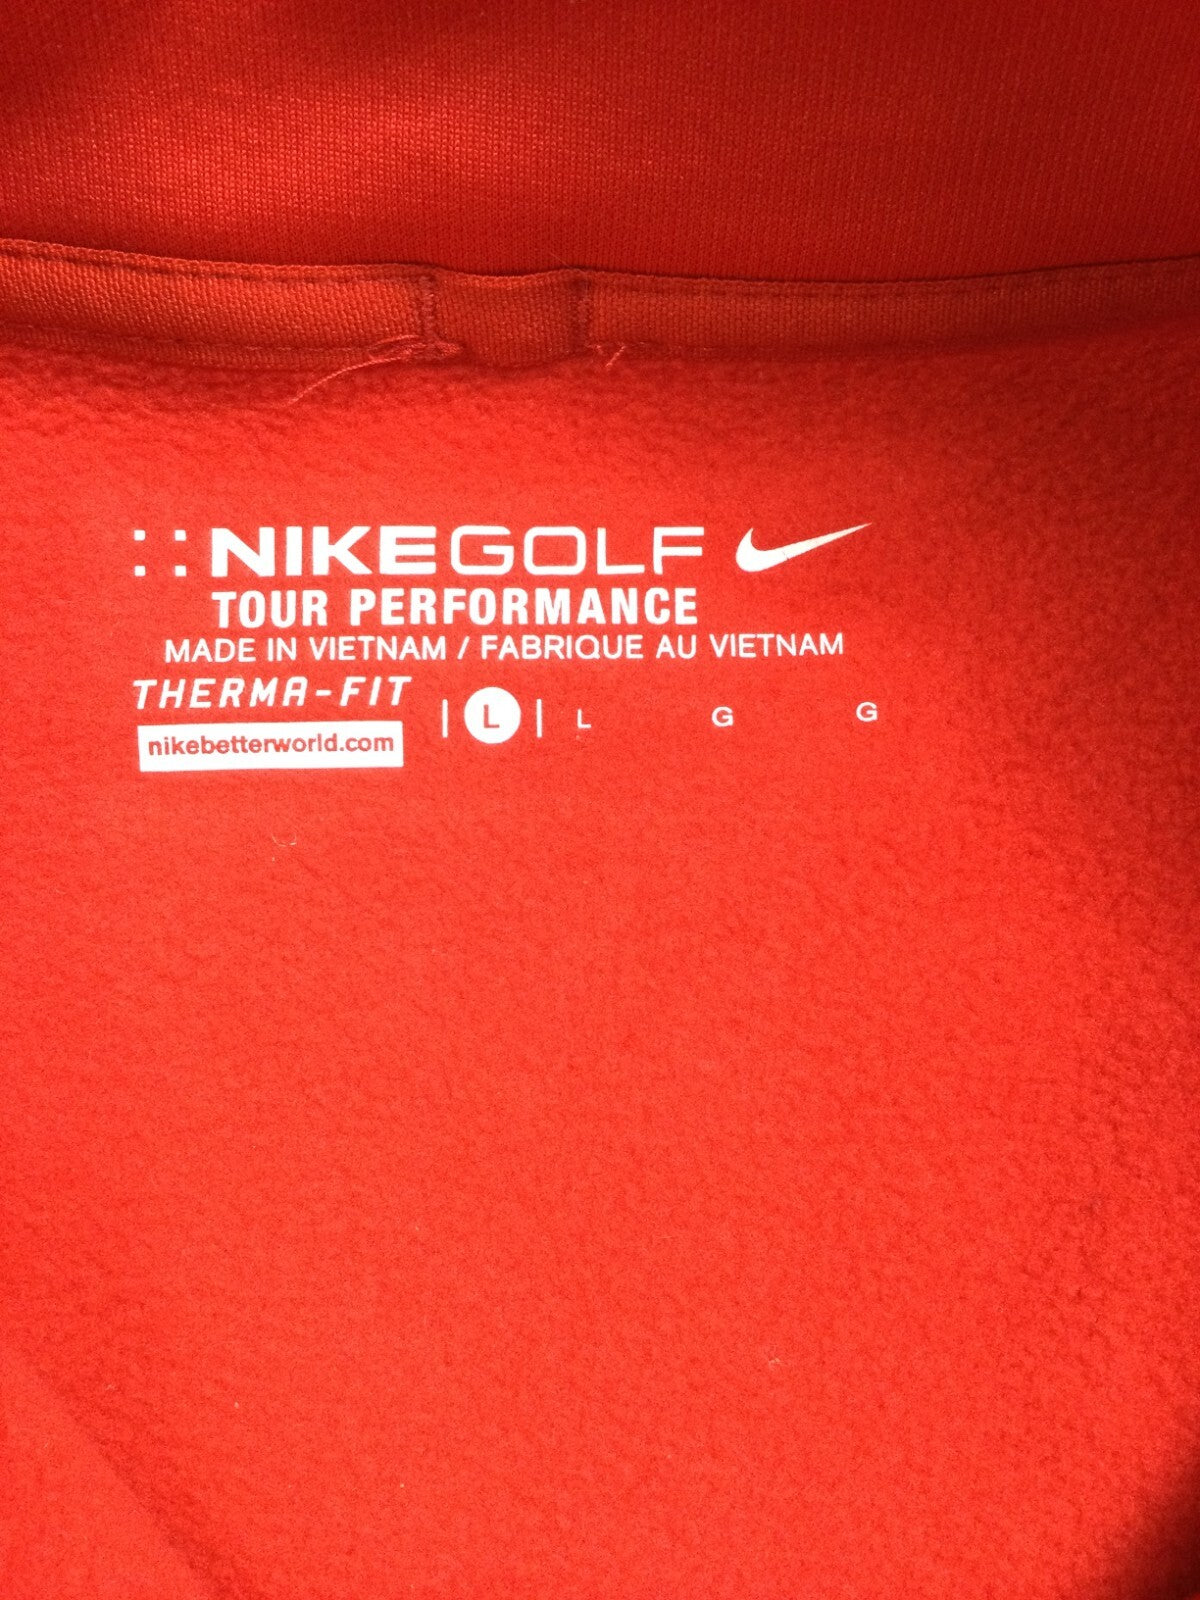 NIKEGOLF
TOUR PERFORMANCE
MADE IN VIETNAM / FABRIQUE AU VIETNAM
THERMA-FIT
| L | L G G
nikebetterworld.com